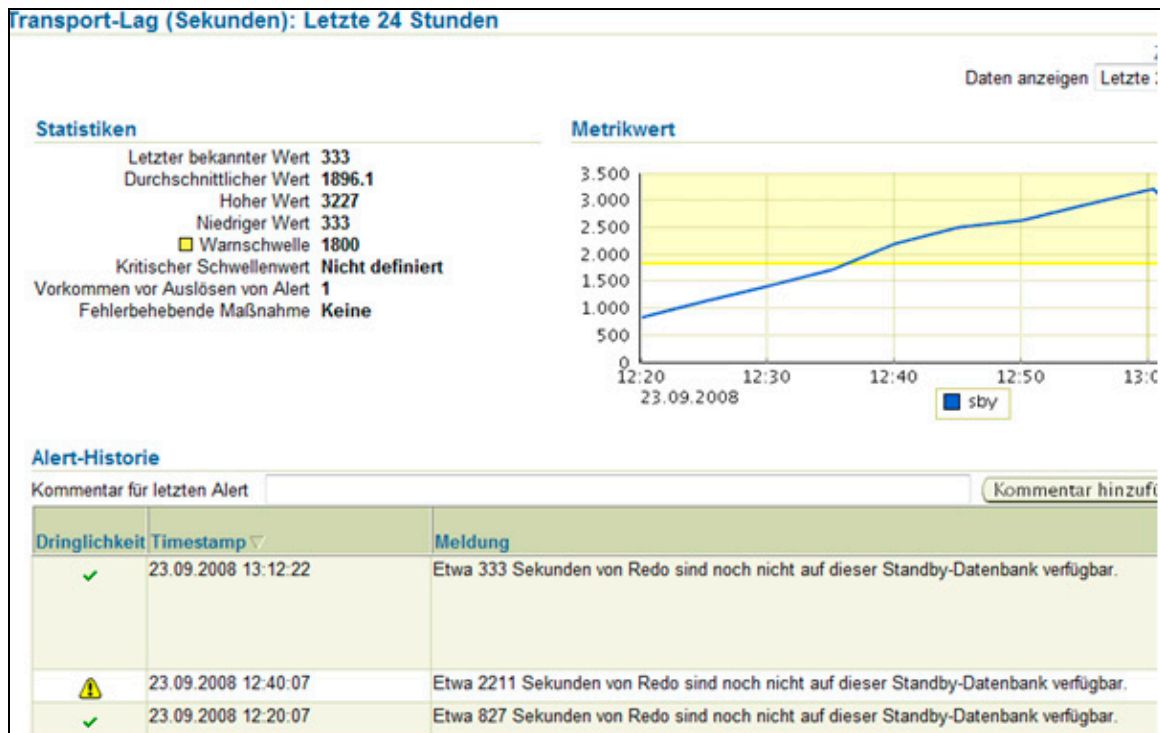 Transport-Lag (Sekunden): Letzte 24 Stunden
Daten anzeigen Letzte
Statistiken
Letzter bekannter Wert 333
Durchschnittlicher Wert 1896.1
Hoher Wert 3227
Niedriger Wert 333
Warnschwelle 1800
Kritischer Schwellenwert Nicht definiert
Vorkommen vor Auslösen von Alert 1
Fehlerbehebende Maßnahme Keine
Metrikwert
3.500
3.000
2.500
2.000
1.500
1.000
500
0
12:20 12:30 12:40 12:50 13:0
23.09.2008
sby
Alert-Historie
Kommentar für letzten Alert Kommentar hinzufü
Dringlichkeit Timestamp Meldung
23.09.2008 13:12:22 Etwa 333 Sekunden von Redo sind noch nicht auf dieser Standby-Datenbank verfügbar.
23.09.2008 12:40:07 Etwa 2211 Sekunden von Redo sind noch nicht auf dieser Standby-Datenbank verfügbar.
23.09.2008 12:20:07 Etwa 827 Sekunden von Redo sind noch nicht auf dieser Standby-Datenbank verfügbar.